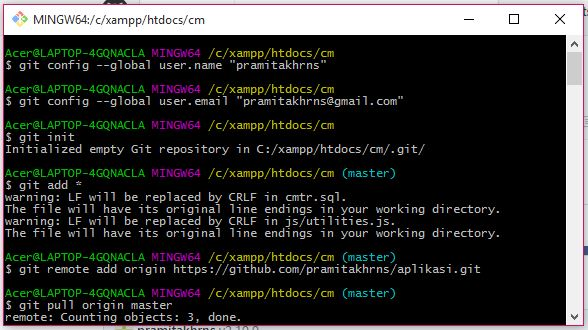 MINGW64:/c/xampp/htdocs/cm
Acer@LAPTOP-4GQNACLA MINGW64 /c/xampp/htdocs/cm
$ git config --global user.name "pramitakhrns"
Acer@LAPTOP-4GQNACLA MINGW64 /c/xampp/htdocs/cm
$ git config --global user.email "pramitakhrns@gmail.com"
Acer@LAPTOP-4GQNACLA MINGW64 /c/xampp/htdocs/cm
$ git init
Initialized empty Git repository in C:/xampp/htdocs/cm/.git/
Acer@LAPTOP-4GQNACLA MINGW64 /c/xampp/htdocs/cm (master)
$ git add *
warning: LF will be replaced by CRLF in cmtr.sql.
The file will have its original line endings in your working directory.
warning: LF will be replaced by CRLF in js/utilities.js.
The file will have its original line endings in your working directory.
Acer@LAPTOP-4GQNACLA MINGW64 /c/xampp/htdocs/cm (master)
$ git remote add origin https://github.com/pramitakhrns/aplikasi.git
Acer@LAPTOP-4GQNACLA MINGW64 /c/xampp/htdocs/cm (master)
$ git pull origin master
remote: Counting objects: 3, done.